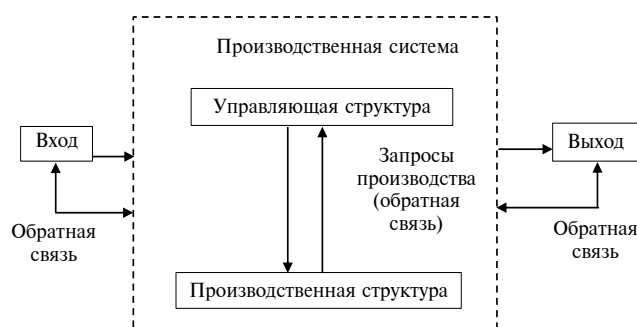 Производственная система
Управляющая структура
Вход
Выход
Запросы
производства
(обратная
связь)
Обратная
связь
Обратная
связь
Производственная структура